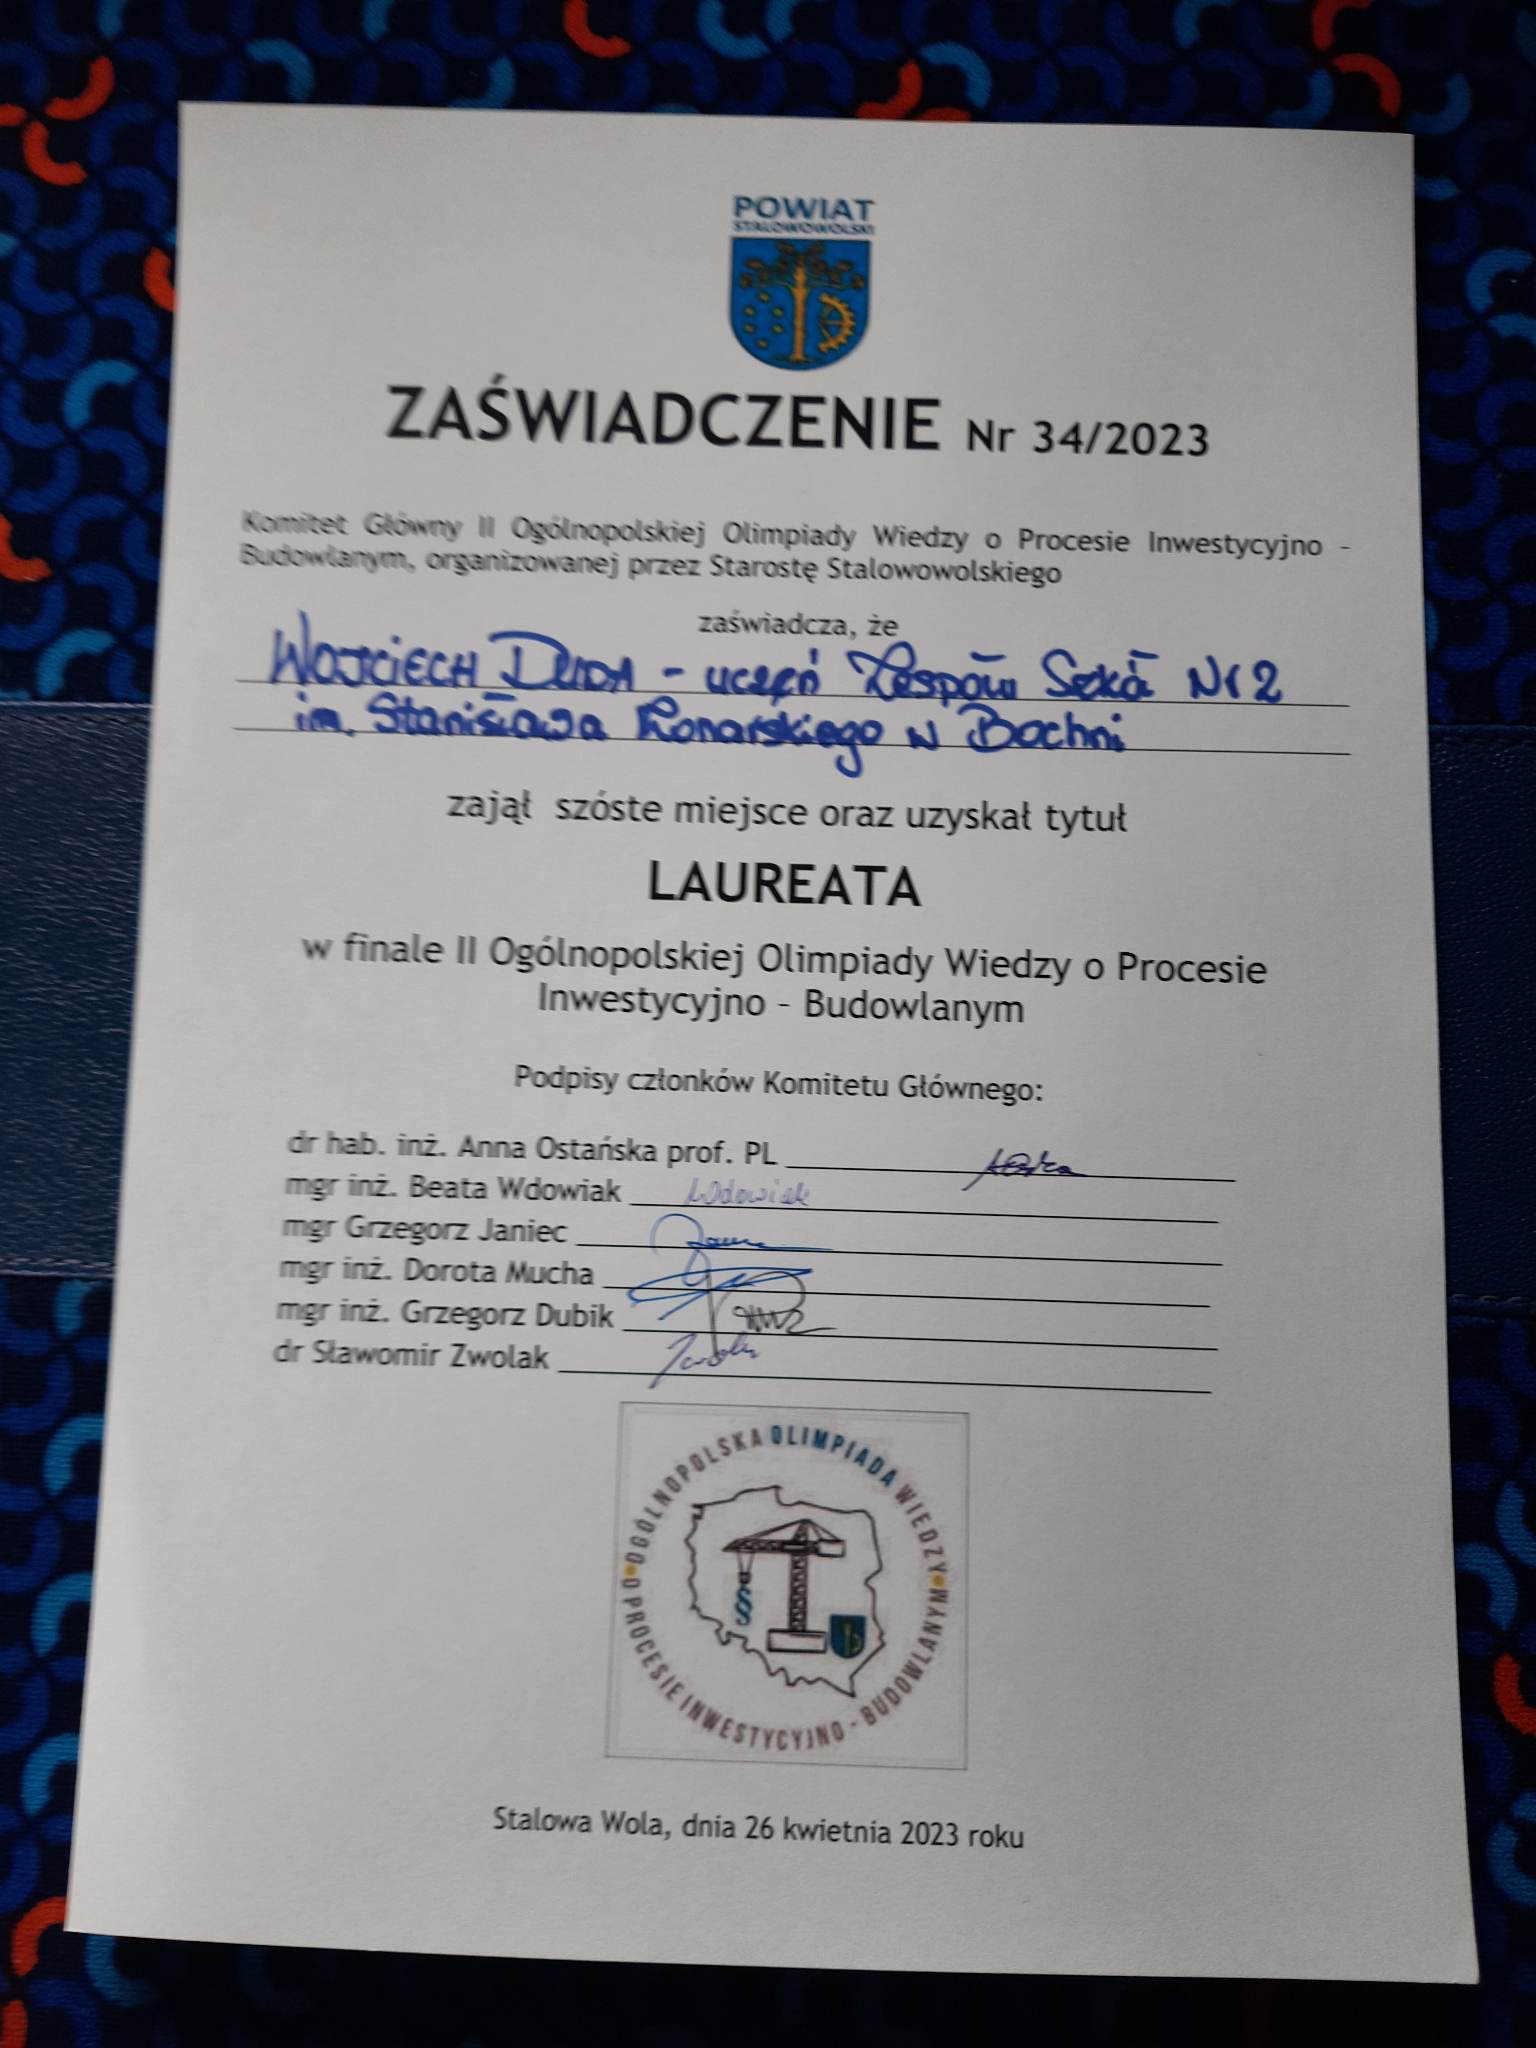 POWIAT
STALOWOWOLSKI
ZAŚWIADCZENIE Nr 34/2023
Komitet Główny II Ogólnopolskiej Olimpiady Wiedzy o Procesie Inwestycyjno -
Budowlanym, organizowanej przez Starostę Stalowowolskiego
zaświadcza, że
WOJCIECH DUDA - uczeń Zespołu Szkół Nr 2
im. Stanisława Konarskiego w Bochni
zajął szóste miejsce oraz uzyskał tytuł
LAUREATA
w finale II Ogólnopolskiej Olimpiady Wiedzy o Procesie
Inwestycyjno - Budowlanym
Podpisy członków Komitetu Głównego:
dr hab. inż. Anna Ostańska prof. PL
mgr inż. Beata Wdowiak Wdowiak
mgr Grzegorz Janiec
mgr inż. Dorota Mucha
mgr inż. Grzegorz Dubik
dr Sławomir Zwolak
OGÓLNOPOLSKA OLIMPIADA WIEDZY
O PROCESIE INWESTYCYJNO - BUDOWLANYM
§
Stalowa Wola, dnia 26 kwietnia 2023 roku